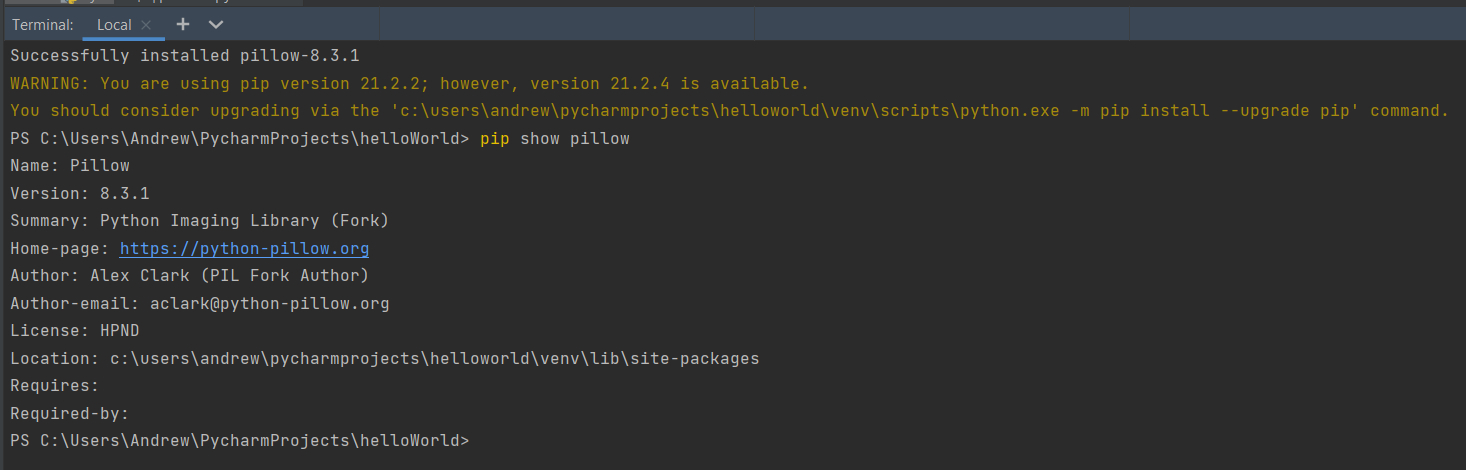 Terminal: Local × + 
Successfully installed pillow-8.3.1
WARNING: You are using pip version 21.2.2; however, version 21.2.4 is available.
You should consider upgrading via the 'c:\users\andrew\pycharmprojects\helloworld\venv\scripts\python.exe -m pip install --upgrade pip' command.
PS C:\Users\Andrew\PycharmProjects\helloWorld> pip show pillow
Name: Pillow
Version: 8.3.1
Summary: Python Imaging Library (Fork)
Home-page: https://python-pillow.org
Author: Alex Clark (PIL Fork Author)
Author-email: aclark@python-pillow.org
License: HPND
Location: c:\users\andrew\pycharmprojects\helloworld\venv\lib\site-packages
Requires:
Required-by:
PS C:\Users\Andrew\PycharmProjects\helloWorld>